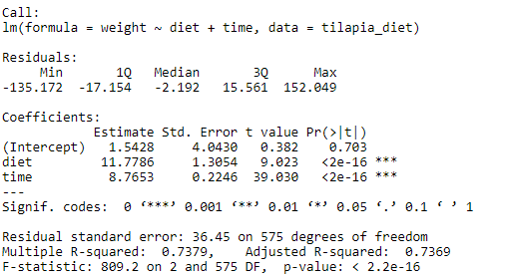 Call:
lm(formula = weight ~ diet + time, data = tilapia_diet)
Residuals:
Min 1Q Median 3Q Max
-135.172 -17.154 -2.192 15.561 152.049
Coefficients:
Estimate Std. Error t value Pr(>|t|)
(Intercept) 1.5428 4.0430 0.382 0.703
diet 11.7786 1.3054 9.023 <2e-16 ***
time 8.7653 0.2246 39.030 <2e-16 ***
---
Signif. codes: 0 ‘***’ 0.001 ‘**’ 0.01 ‘*’ 0.05 ‘.’ 0.1 ‘ ’ 1
Residual standard error: 36.45 on 575 degrees of freedom
Multiple R-squared: 0.7379, Adjusted R-squared: 0.7369
F-statistic: 809.2 on 2 and 575 DF, p-value: < 2.2e-16